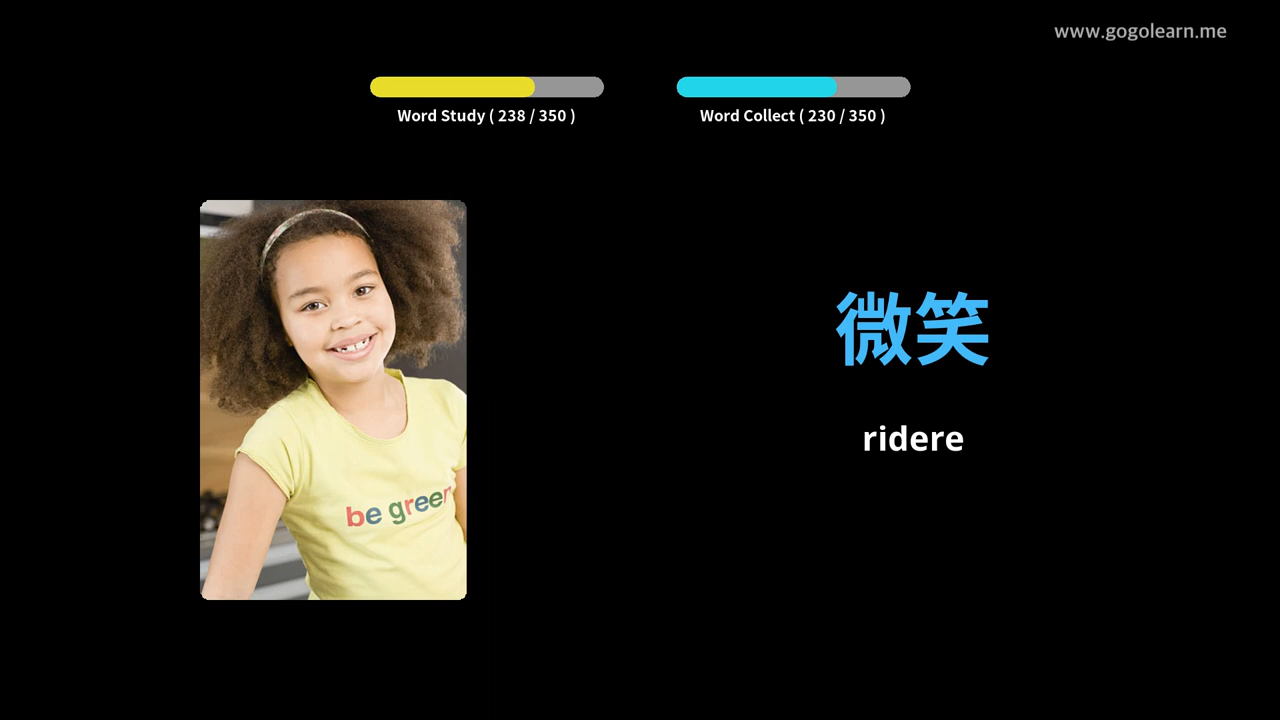 www.gogolearn.me
Word Study ( 238 / 350 )
Word Collect ( 230 / 350 )
微笑
ridere
be green